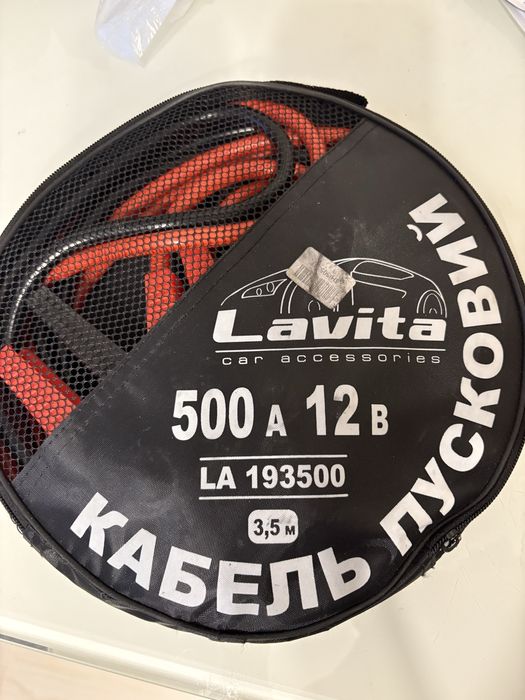 Lavita
car accessories
500 А 12 В
LA 193500
3,5 м
КАБЕЛЬ ПУСКОВИЙ